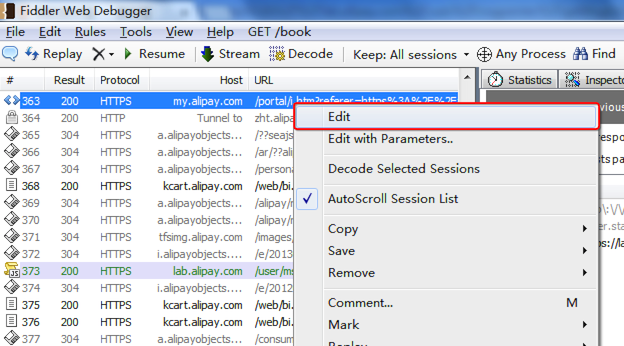 Fiddler Web Debugger
File Edit Rules Tools View Help GET /book
Replay Resume Stream Decode Keep: All sessions Any Process Find
# Result Protocol Host URL Statistics Inspect
363 200 HTTPS my.alipay.com /portal/i.htm?referer=https%3A%2F%2F
364 200 HTTP Tunnel to zht.alipa
365 304 HTTPS a.alipayobjects... /??seajs
366 304 HTTPS a.alipayobjects... /ar/??ali
367 304 HTTPS a.alipayobjects... /persona
368 200 HTTPS kcart.alipay.com /web/bi.
369 304 HTTPS a.alipayobjects... /alipay/r
370 304 HTTPS a.alipayobjects... /alipay/r
371 304 HTTPS tfsimg.alipay.com /images/
372 304 HTTPS i.alipayobjects... /e/2013
373 200 HTTPS lab.alipay.com /user/ms
374 304 HTTPS i.alipayobjects... /e/2012
375 200 HTTPS kcart.alipay.com /web/bi.
376 200 HTTPS kcart.alipay.com /web/bi.
377 304 HTTPS a.alipayobjects... /consum
Edit
Edit with Parameters..
Decode Selected Sessions
AutoScroll Session List
Copy
Save
Remove
Comment... M
Mark
Replay